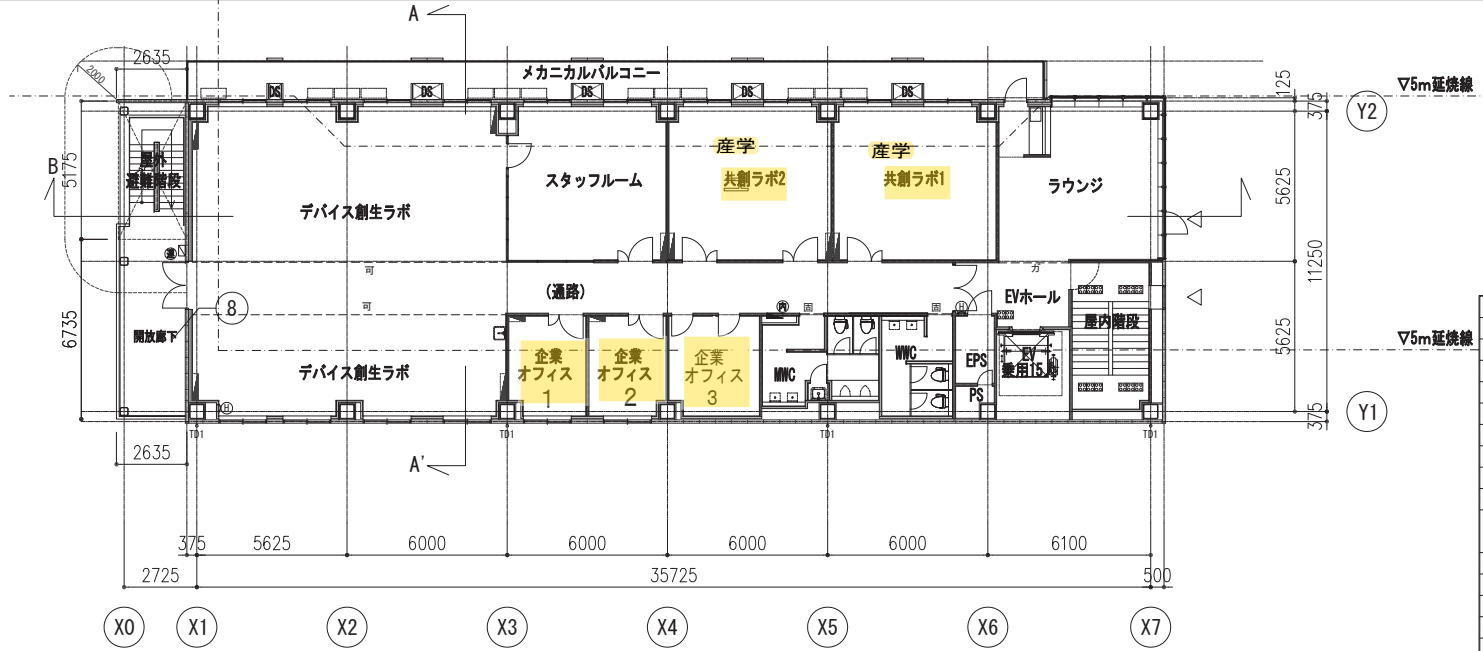 A
2635
2000
メカニカルバルコニー
DS
DS
DS
DS
▽5m延焼線
125
375
Y2
B
5175
屋外
避難階段
デバイス創生ラボ
スタッフルーム
産学
共創ラボ2
産学
共創ラボ1
ラウンジ
5625
11250
可
可
(通路)
内
固
固
H
EVホール
屋内階段
8
開放廊下
6735
デバイス創生ラボ
企業
オフィス
1
企業
オフィス
2
企業
オフィス
3
MWC
WWC
EPS
PS
EV
乗用15人
5625
▽5m延焼線
Y1
375
H
TD1
TD1
TD1
TD1
2635
A'
375
5625
6000
6000
6000
6000
6100
2725
35725
500
X0
X1
X2
X3
X4
X5
X6
X7